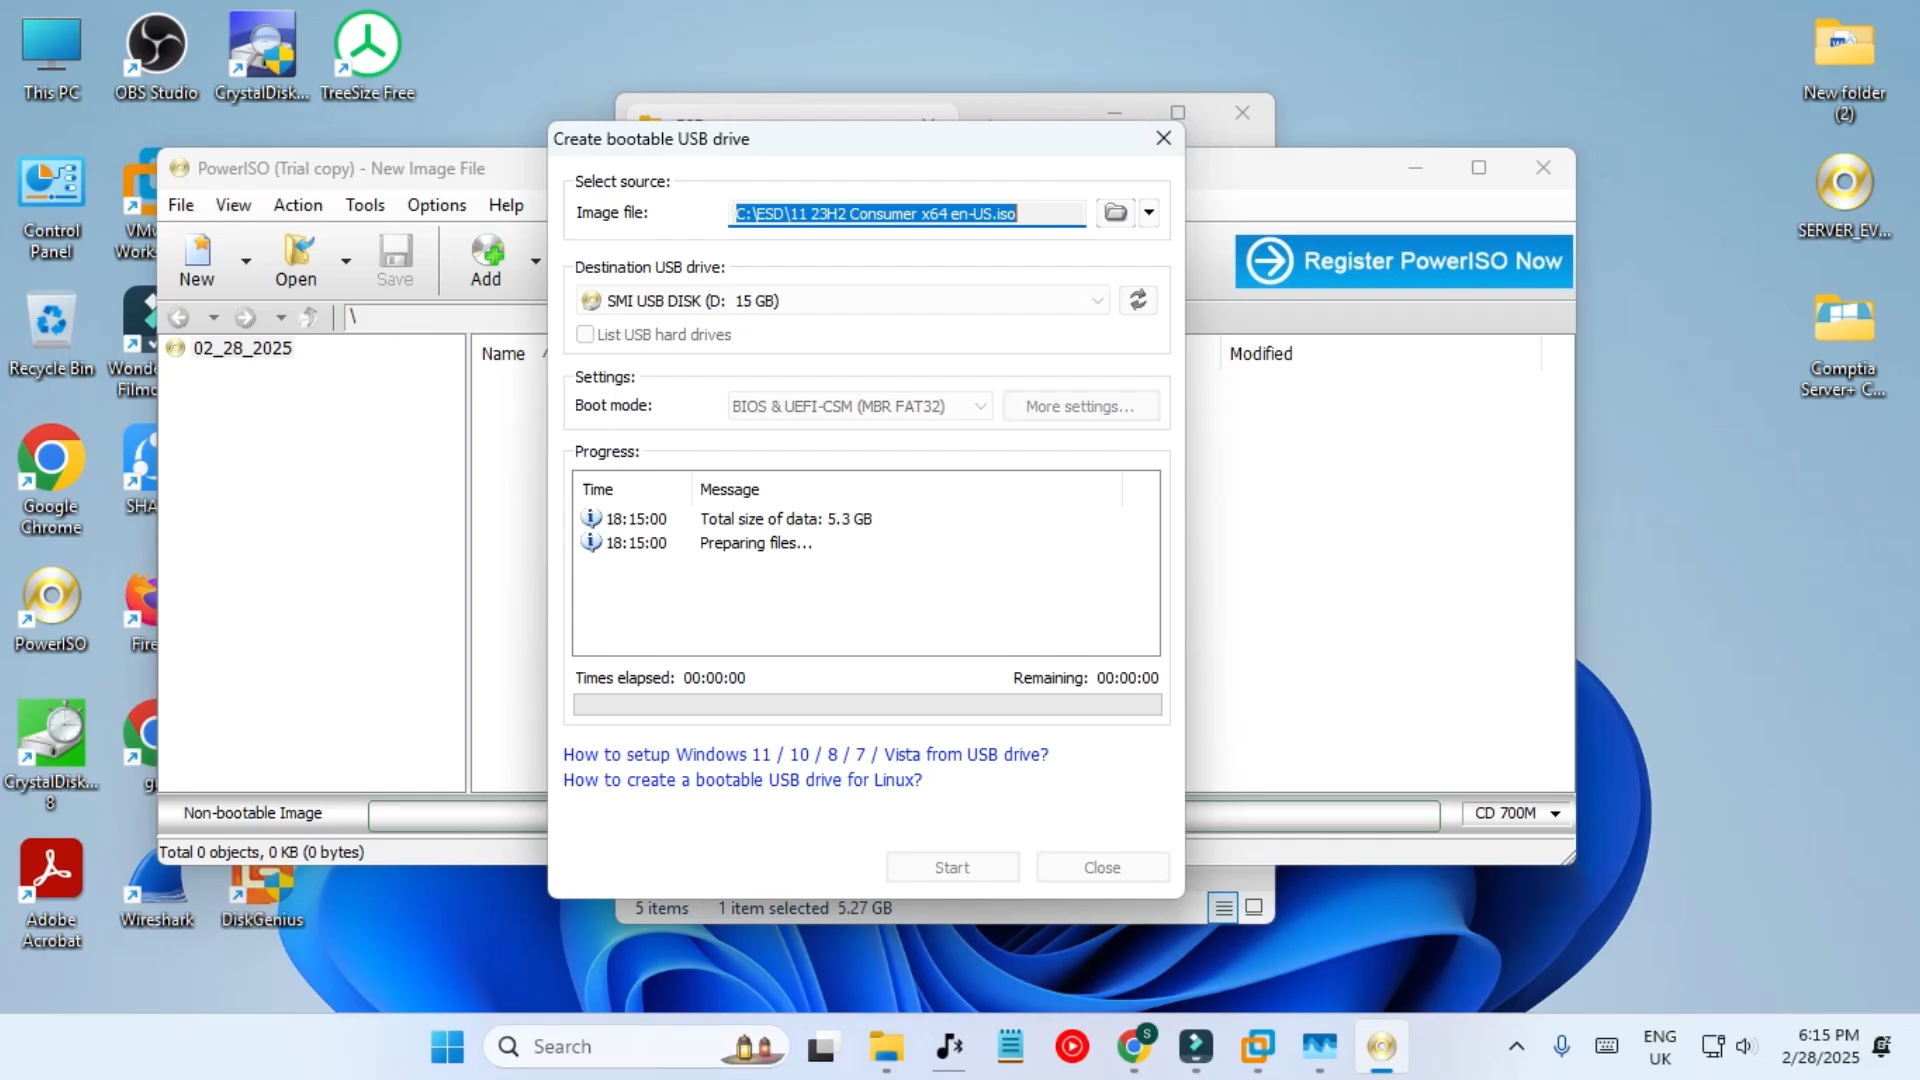 This PC
OBS Studio
CrystalDisk...
TreeSize Free
New folder
(2)
Control
Panel
VMw
Works
SERVER_EV...
Recycle Bin
Wonde
Filmo
Comptia
Server+ C...
Google
Chrome
SHA
PowerISO
Fire
CrystalDisk...
8
Adobe
Acrobat
Wireshark
DiskGenius
PowerISO (Trial copy) - New Image File
File View Action Tools Options Help
New
Open
Save
Add
Register PowerISO Now
\
02_28_2025
Name
Modified
Non-bootable Image
CD 700M
Total 0 objects, 0 KB (0 bytes)
Create bootable USB drive
Select source:
Image file:
C:\ESD\11 23H2 Consumer x64 en-US.iso
Destination USB drive:
SMI USB DISK (D: 15 GB)
List USB hard drives
Settings:
Boot mode:
BIOS & UEFI-CSM (MBR FAT32)
More settings...
Progress:
Time Message
18:15:00 Total size of data: 5.3 GB
18:15:00 Preparing files...
Times elapsed: 00:00:00
Remaining: 00:00:00
How to setup Windows 11 / 10 / 8 / 7 / Vista from USB drive?
How to create a bootable USB drive for Linux?
Start
Close
5 items 1 item selected 5.27 GB
Search
S
ENG
UK
6:15 PM
2/28/2025